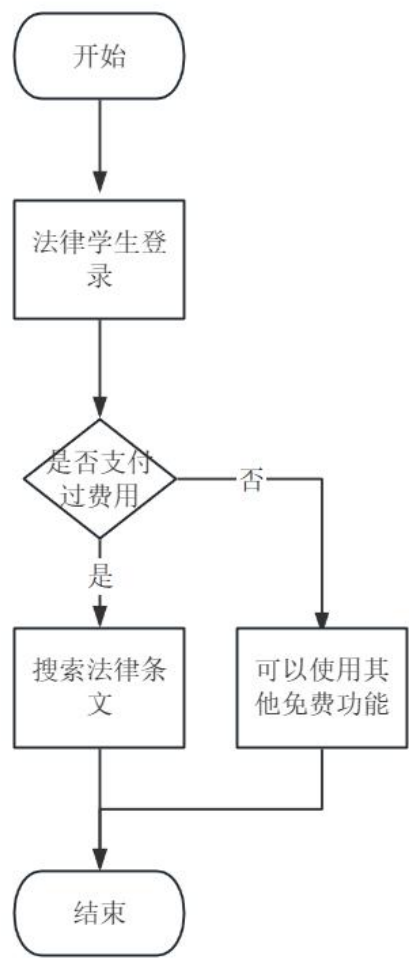 开始
法律学生登
录
是否支付
过费用
否
是
搜索法律条
文
可以使用其
他免费功能
结束